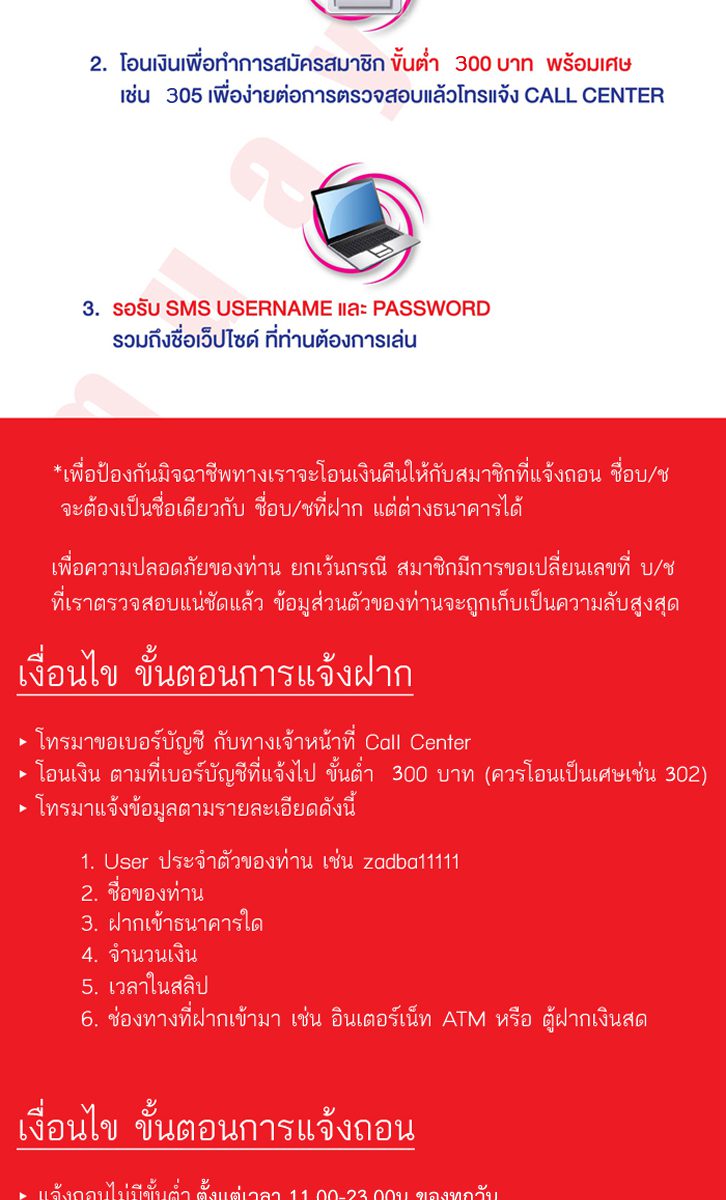 2. โอนเงินเพื่อทำการสมัครสมาชิก ขั้นต่ำ 300 บาท พร้อมเศษ
เช่น 305 เพื่อง่ายต่อการตรวจสอบแล้วโทรแจ้ง CALL CENTER
3. รอรับ SMS USERNAME และ PASSWORD
รวมถึงชื่อเว็ปไซด์ ที่ท่านต้องการเล่น
*เพื่อป้องกันมิจฉาชีพทางเราจะโอนเงินคืนให้กับสมาชิกที่แจ้งถอน ชื่อบ/ช
จะต้องเป็นชื่อเดียวกับ ชื่อบ/ชที่ฝาก แต่ต่างธนาคารได้
เพื่อความปลอดภัยของท่าน ยกเว้นกรณี สมาชิกมีการขอเปลี่ยนเลขที่ บ/ช
ที่เราตรวจสอบแน่ชัดแล้ว ข้อมูส่วนตัวของท่านจะถูกเก็บเป็นความลับสูงสุด
เงื่อนไข ขั้นตอนการแจ้งฝาก
▸ โทรมาขอเบอร์บัญชี กับทางเจ้าหน้าที่ Call Center
▸ โอนเงิน ตามที่เบอร์บัญชีที่แจ้งไป ขั้นต่ำ 300 บาท (ควรโอนเป็นเศษเช่น 302)
▸ โทรมาแจ้งข้อมูลตามรายละเอียดดังนี้
1. User ประจำตัวของท่าน เช่น zadba11111
2. ชื่อของท่าน
3. ฝากเข้าธนาคารใด
4. จำนวนเงิน
5. เวลาในสลิป
6. ช่องทางที่ฝากเข้ามา เช่น อินเตอร์เน็ท ATM หรือ ตู้ฝากเงินสด
เงื่อนไข ขั้นตอนการแจ้งถอน
▸ แจ้งถอนไม่มีขั้นต่ำ ตั้งแต่เวลา 11.00-23.00น ของทุกวัน